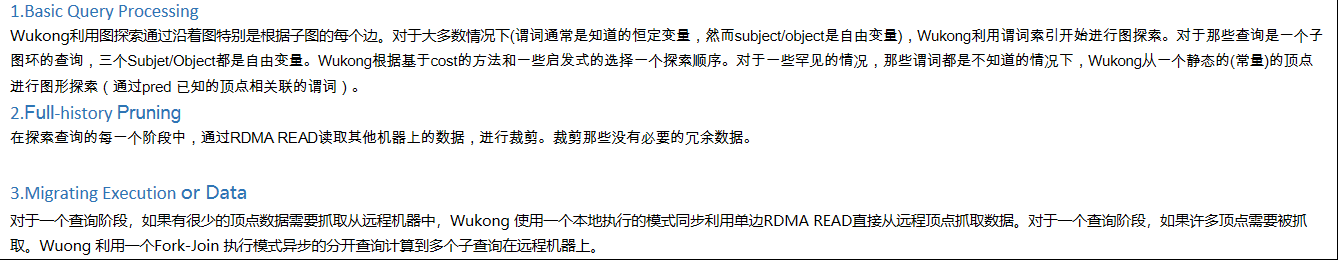 1.Basic Query Processing
Wukong利用图探索通过沿着图特别是根据子图的每个边。对于大多数情况下(谓词通常是知道的恒定变量，然而subject/object是自由变量)，Wukong利用谓词索引开始进行图探索。对于那些查询是一个子
图环的查询，三个Subjet/Object都是自由变量。Wukong根据基于cost的方法和一些启发式的选择一个探索顺序。对于一些罕见的情况，那些谓词都是不知道的情况下，Wukong从一个静态的(常量)的顶点
进行图形探索（通过pred 已知的顶点相关联的谓词）。
2.Full-history Pruning
在探索查询的每一个阶段中，通过RDMA READ读取其他机器上的数据，进行裁剪。裁剪那些没有必要的冗余数据。
3.Migrating Execution or Data
对于一个查询阶段，如果有很少的顶点数据需要抓取从远程机器中，Wukong 使用一个本地执行的模式同步利用单边RDMA READ直接从远程顶点抓取数据。对于一个查询阶段，如果许多顶点需要被抓
取。Wuong 利用一个Fork-Join 执行模式异步的分开查询计算到多个子查询在远程机器上。